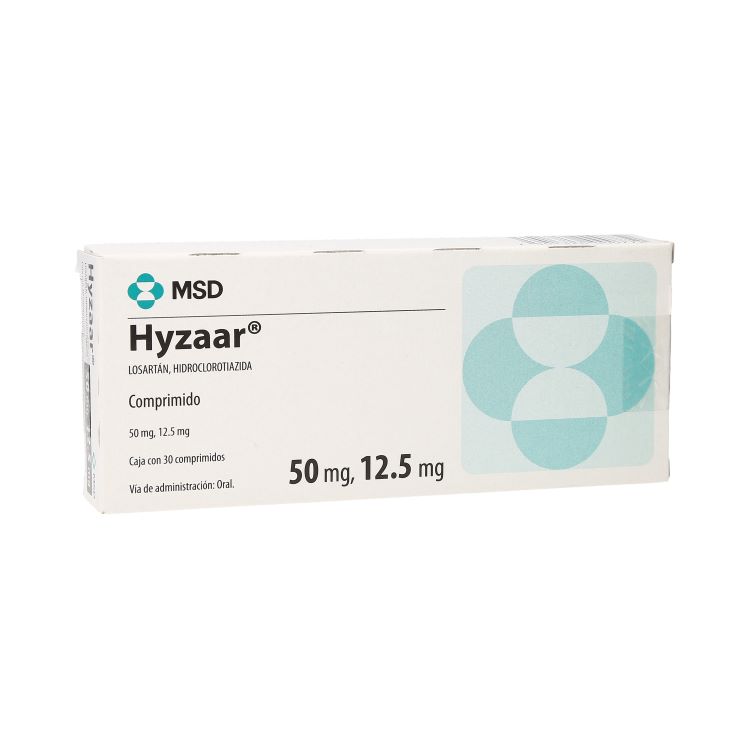 MSD
Hyzaar®
LOSARTÁN, HIDROCLOROTIAZIDA
Comprimido
50 mg, 12.5 mg
Caja con 30 comprimidos
Vía de administración: Oral.
50 mg, 12.5 mg
Hyzaar®